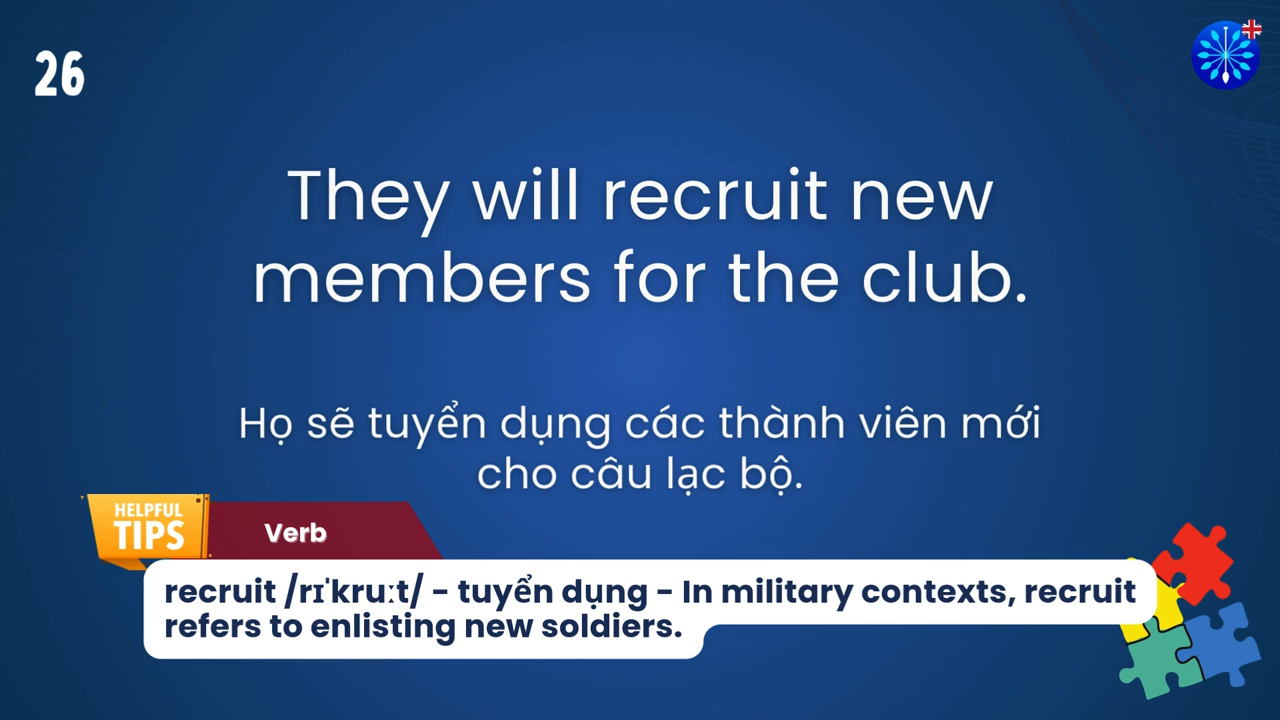 26
They will recruit new
members for the club.
Họ sẽ tuyển dụng các thành viên mới
cho câu lạc bộ.
HELPFUL
TIPS
Verb
recruit /rɪˈkruːt/ - tuyển dụng - In military contexts, recruit
refers to enlisting new soldiers.